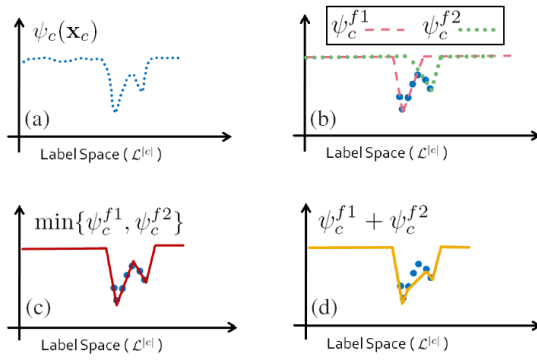 ψ_c(x_c)
(a)
Label Space ( ℒ^{|c|} )
ψ_c^{f1} ψ_c^{f2}
(b)
Label Space ( ℒ^{|c|} )
min{ψ_c^{f1}, ψ_c^{f2}}
(c)
Label Space ( ℒ^{|c|} )
ψ_c^{f1} + ψ_c^{f2}
(d)
Label Space ( ℒ^{|c|} )